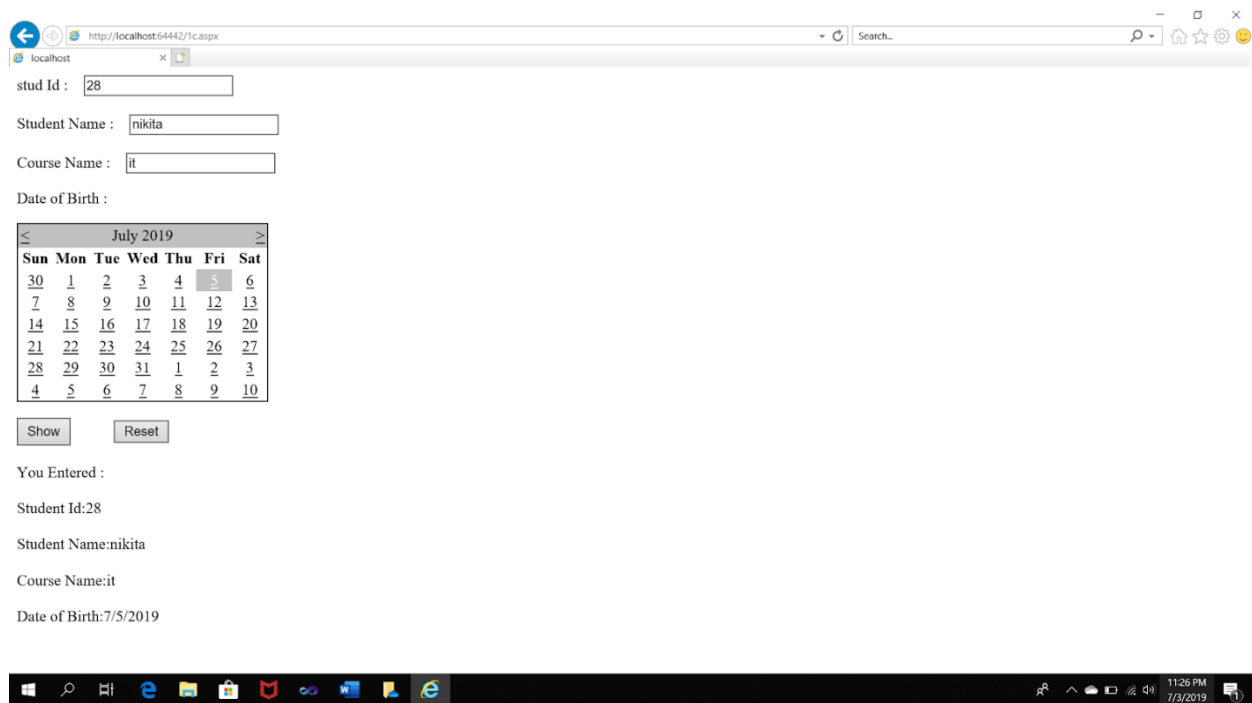 http://localhost:64442/1c.aspx
Search...
localhost
stud Id : 28
Student Name : nikita
Course Name : it
Date of Birth :
< July 2019 >
Sun Mon Tue Wed Thu Fri Sat
30 1 2 3 4 5 6
7 8 9 10 11 12 13
14 15 16 17 18 19 20
21 22 23 24 25 26 27
28 29 30 31 1 2 3
4 5 6 7 8 9 10
Show Reset
You Entered :
Student Id:28
Student Name:nikita
Course Name:it
Date of Birth:7/5/2019
11:26 PM
7/3/2019